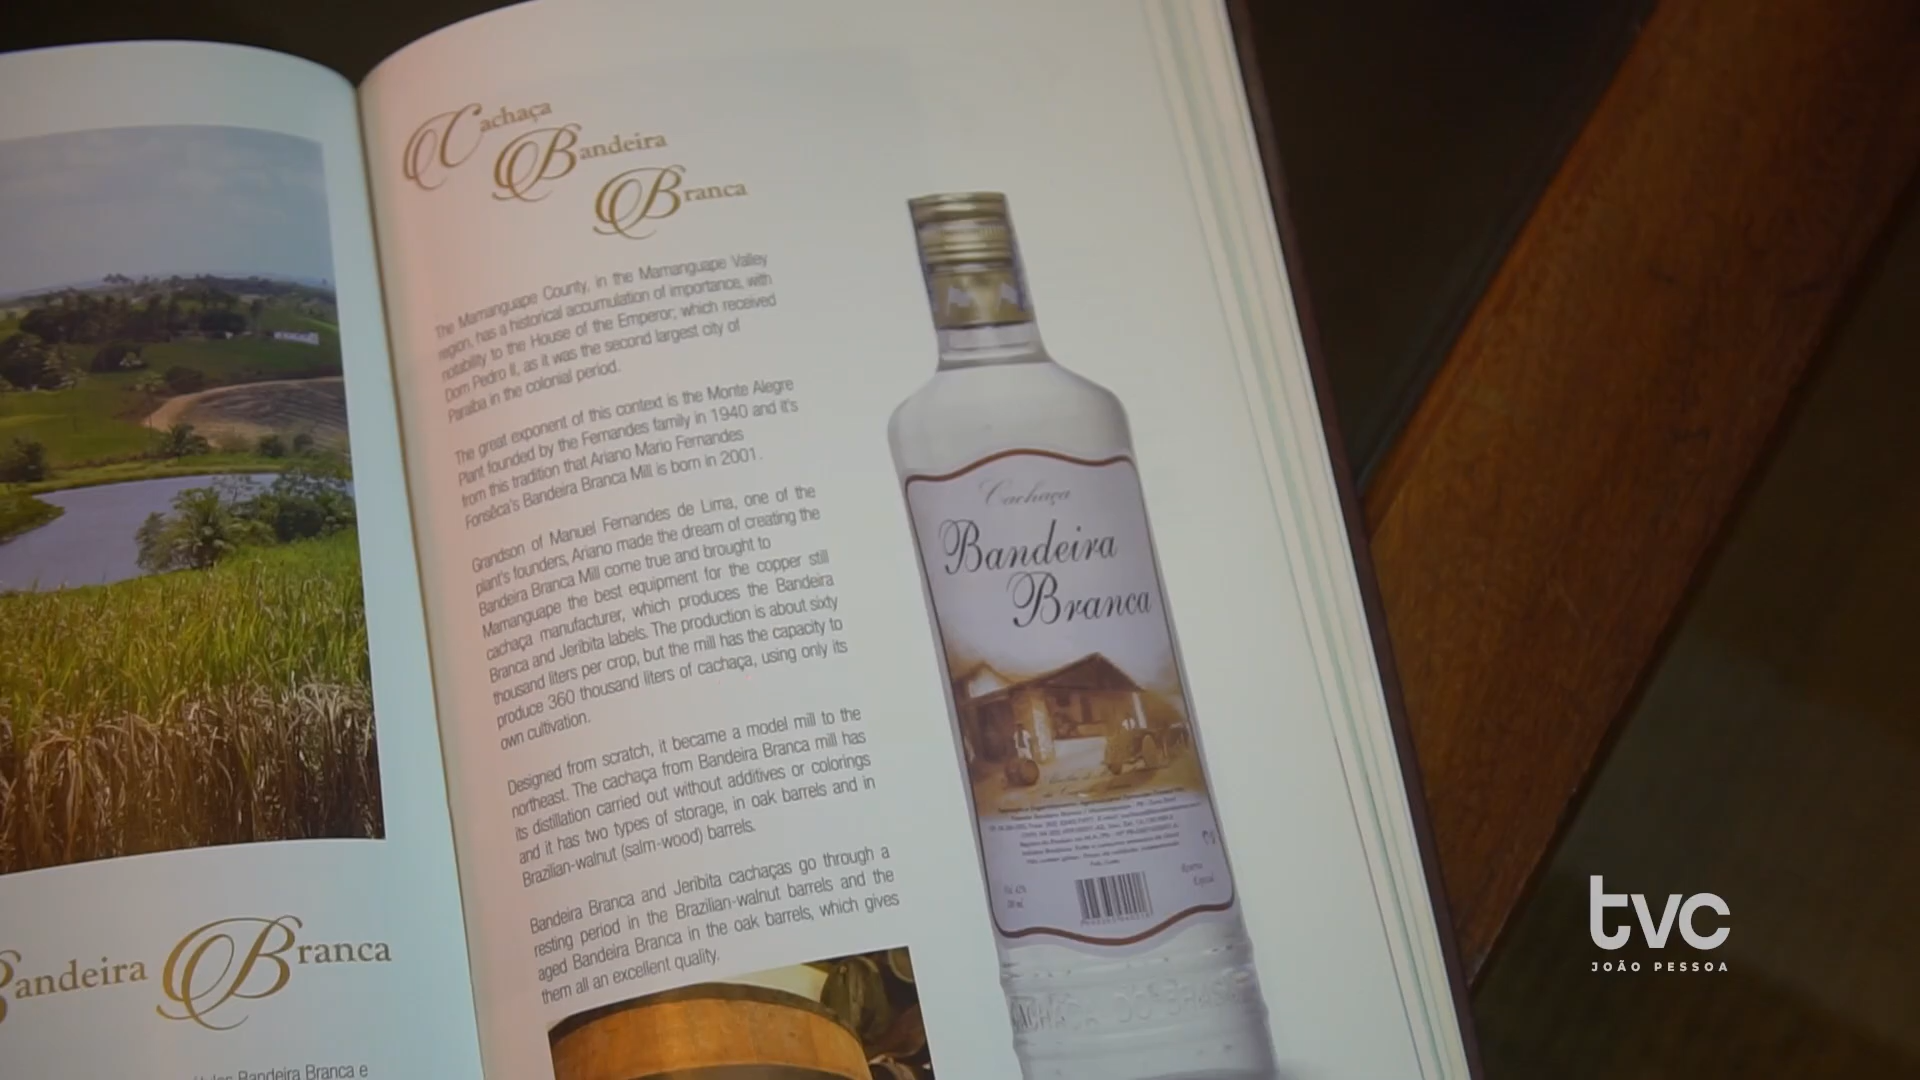 Cachaça
Bandeira
Branca
The Mamanguape County, in the Mamanguape Valley
region, has a historical accumulation of importance, with
notability to the House of the Emperor; which received
Dom Pedro II, as it was the second largest city of
Paraíba in the colonial period.
The great exponent of this context is the Monte Alegre
Plant founded by the Fernandes family in 1940 and it's
from this tradition that Ariano Mario Fernandes
Fonsêca's Bandeira Branca Mill is born in 2001.
Grandson of Manuel Fernandes de Lima, one of the
plant's founders, Ariano made the dream of creating the
Bandeira Branca Mill come true and brought to
Mamanguape the best equipment for the copper still
cachaça manufacturer, which produces the Bandeira
Branca and Jeribita labels. The production is about sixty
thousand liters per crop, but the mill has the capacity to
produce 360 thousand liters of cachaça, using only its
own cultivation.
Designed from scratch, it became a model mill to the
northeast. The cachaça from Bandeira Branca mill has
its distillation carried out without additives or colorings
and it has two types of storage, in oak barrels and in
Brazilian-walnut (salm-wood) barrels.
Bandeira Branca and Jeribita cachaças go through a
resting period in the Brazilian-walnut barrels and the
aged Bandeira Branca in the oak barrels, which gives
them all an excellent quality.
Bandeira Branca
Bandeira Branca e
Cachaça
Bandeira
Branca
CACHAÇA DO BRASIL
tvc
JOÃO PESSOA